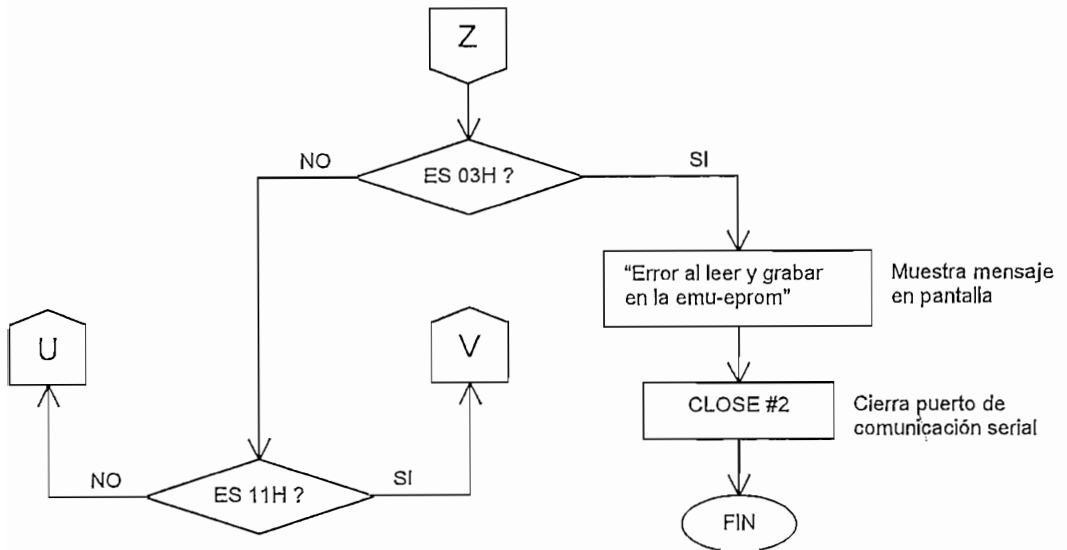 Z
NO
SI
ES 03H ?
"Error al leer y grabar
en la emu-eprom"
Muestra mensaje
en pantalla
U
V
CLOSE #2
Cierra puerto de
comunicación serial
NO
SI
ES 11H ?
FIN